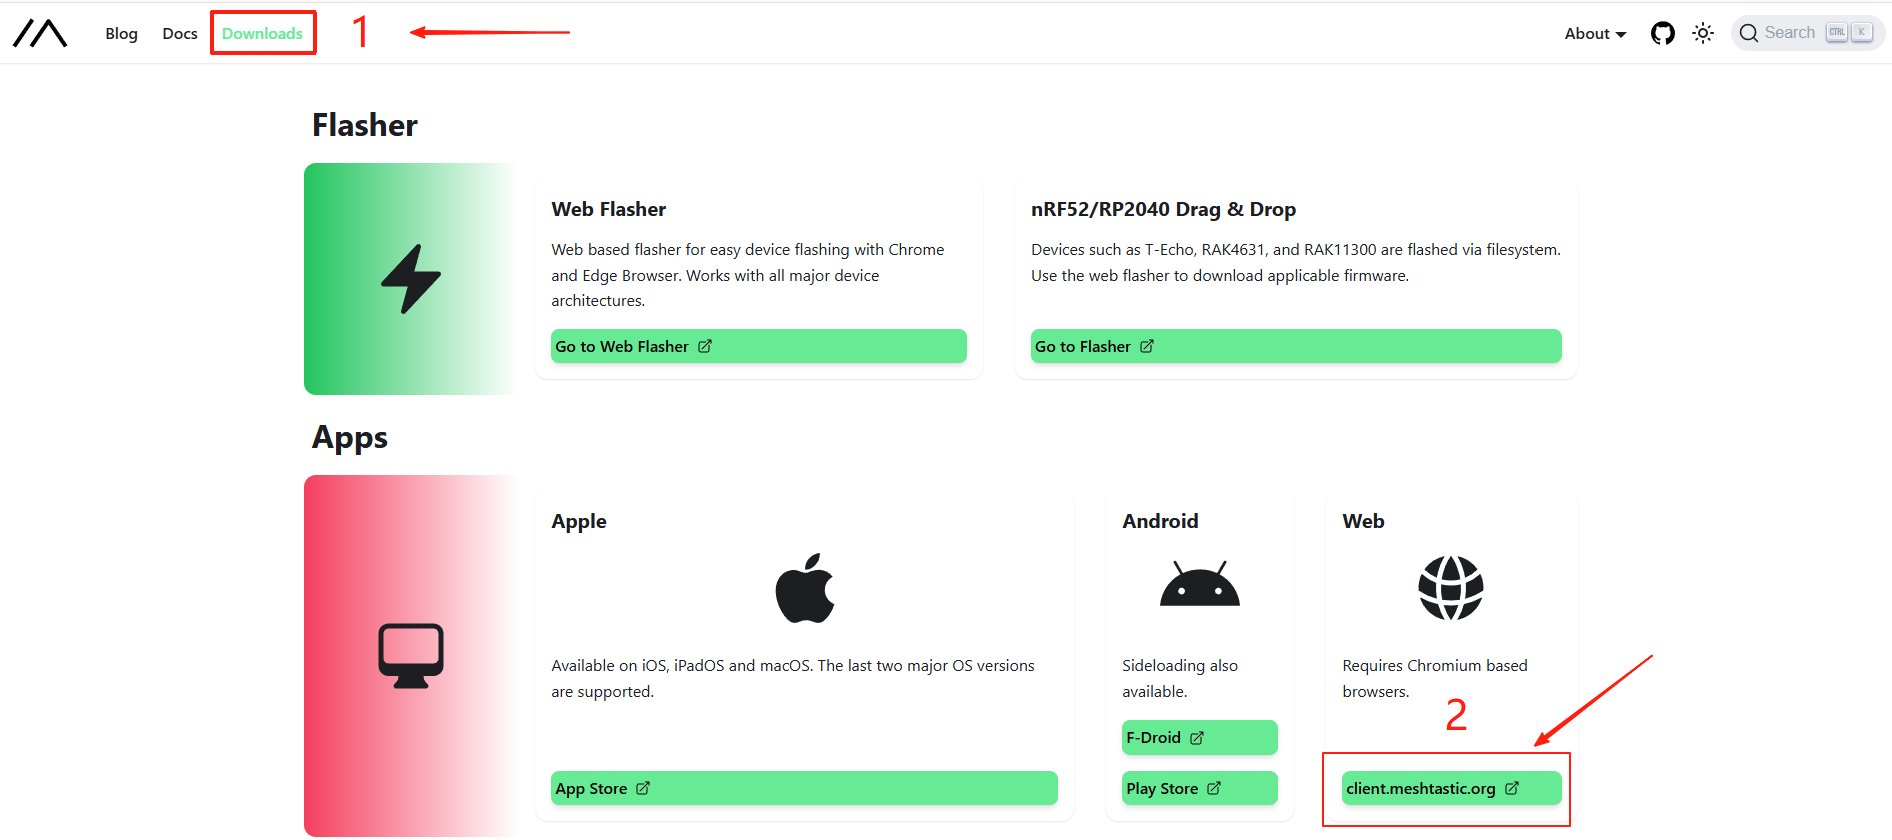 Blog Docs Downloads 1 About Search CTRL K
Flasher
Web Flasher
Web based flasher for easy device flashing with Chrome
and Edge Browser. Works with all major device
architectures.
Go to Web Flasher
nRF52/RP2040 Drag & Drop
Devices such as T-Echo, RAK4631, and RAK11300 are flashed via filesystem.
Use the web flasher to download applicable firmware.
Go to Flasher
Apps
Apple
Available on iOS, iPadOS and macOS. The last two major OS versions
are supported.
App Store
Android
Sideloading also
available.
F-Droid
Play Store
Web
Requires Chromium based
browsers.
2
client.meshtastic.org